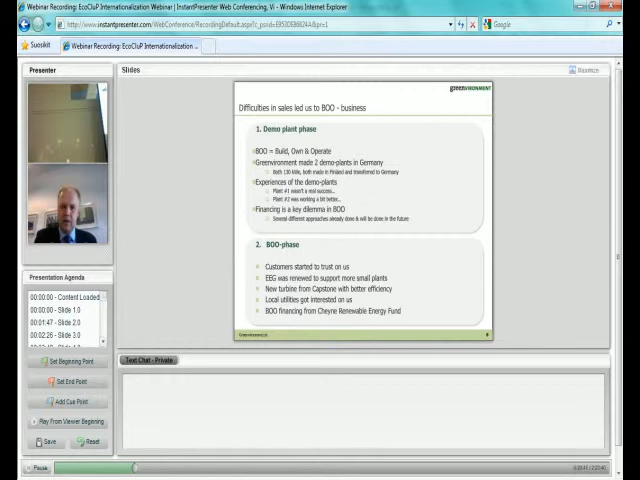 Webinar Recording: EcoCluP Internationalization Webinar | InstantPresenter Web Conferencing, Vi - Windows Internet Explorer
Google
Suosikit
Webinar Recording: EcoCluP Internationalization ...
Presenter
Slides
Maximize
greenVIRONMENT
Difficulties in sales led us to BOO - business
1. Demo plant phase
BOO = Build, Own & Operate
Greenvironment made 2 demo-plants in Germany
Both 130 kWe, both made in Finland and transferred to Germany
Experiences of the demo-plants
Plant #1 wasn't a real success...
Plant #2 was working a bit better...
Financing is a key dilemma in BOO
Several different approaches already done & will be done in the future
2. BOO-phase
Customers started to trust on us
EEG was renewed to support more small plants
New turbine from Capstone with better efficiency
Local utilities got interested on us
BOO financing from Cheyne Renewable Energy Fund
Presentation Agenda
00:00:00 - Content Loaded
00:00:00 - Slide 1.0
00:01:47 - Slide 2.0
00:02:26 - Slide 3.0
Set Beginning Point
Set End Point
Add Cue Point
Play From Viewer Beginning
Save
Reset
Text Chat - Private
Pause